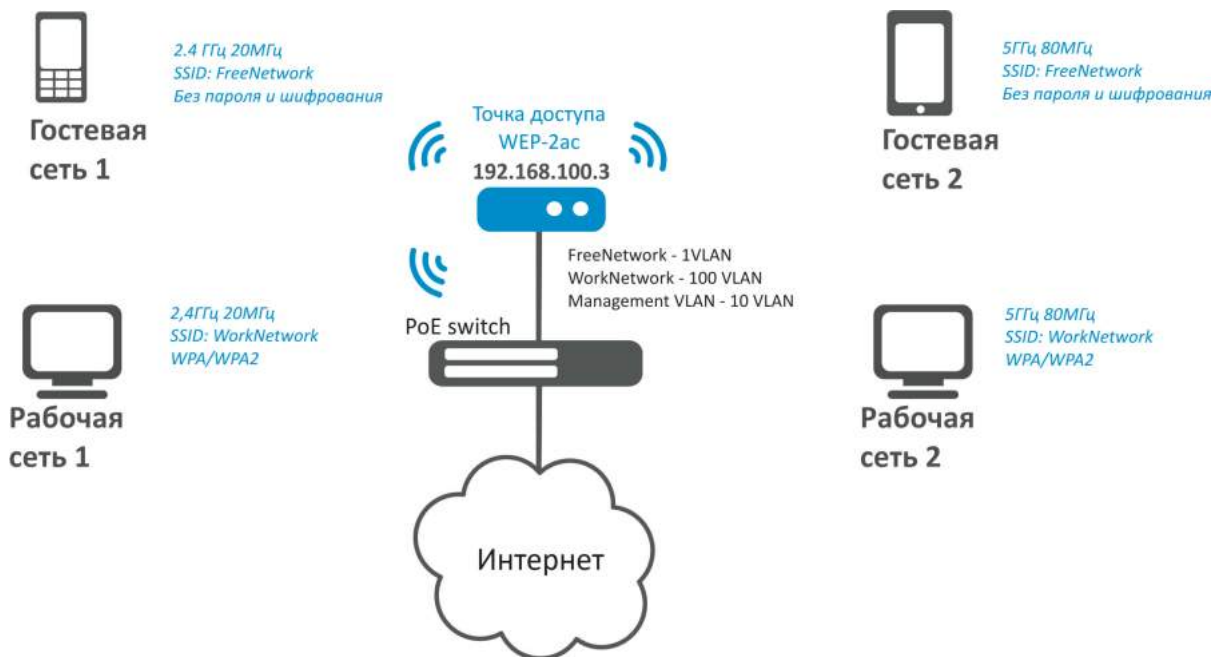 2.4 ГГц 20МГц
SSID: FreeNetwork
Без пароля и шифрования
Гостевая
сеть 1
Точка доступа
WEP-2ac
192.168.100.3
5ГГц 80МГц
SSID: FreeNetwork
Без пароля и шифрования
Гостевая
сеть 2
FreeNetwork - 1VLAN
WorkNetwork - 100 VLAN
Management VLAN - 10 VLAN
2,4ГГц 20МГц
SSID: WorkNetwork
WPA/WPA2
Рабочая
сеть 1
PoE switch
5ГГц 80МГц
SSID: WorkNetwork
WPA/WPA2
Рабочая
сеть 2
Интернет